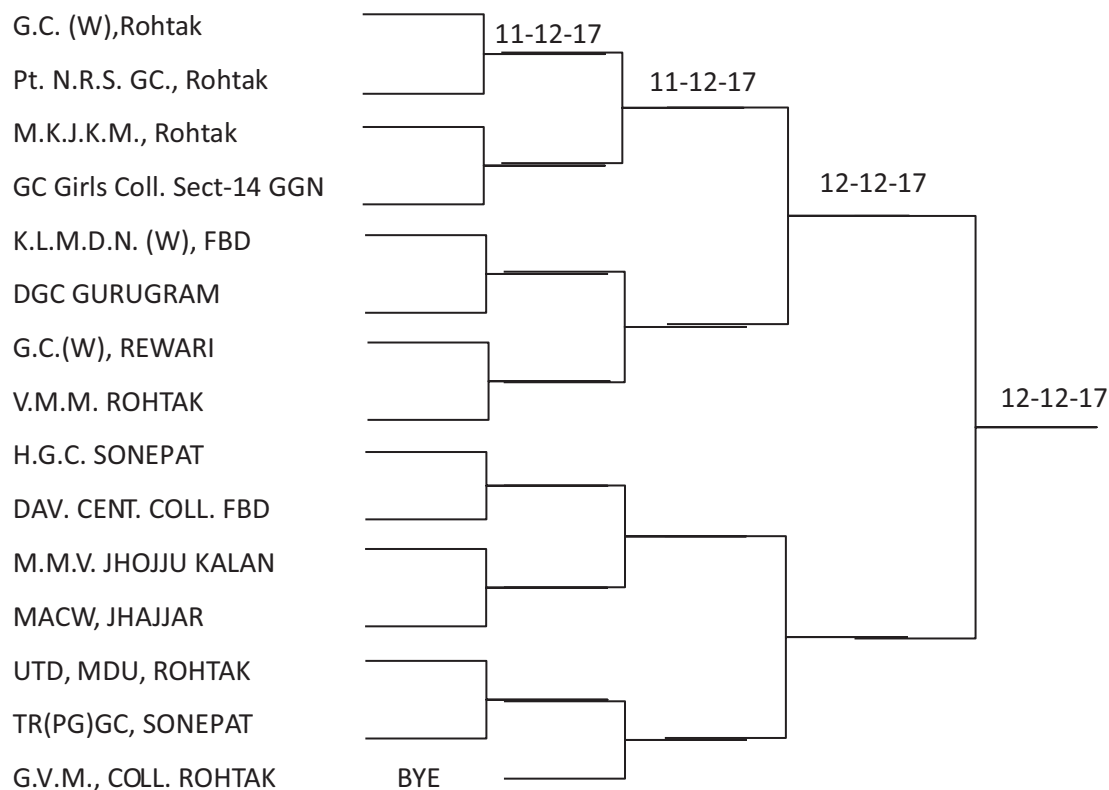 G.C. (W),Rohtak
11-12-17
Pt. N.R.S. GC., Rohtak
11-12-17
M.K.J.K.M., Rohtak
GC Girls Coll. Sect-14 GGN
12-12-17
K.L.M.D.N. (W), FBD
DGC GURUGRAM
G.C.(W), REWARI
V.M.M. ROHTAK
12-12-17
H.G.C. SONEPAT
DAV. CENT. COLL. FBD
M.M.V. JHOJJU KALAN
MACW, JHAJJAR
UTD, MDU, ROHTAK
TR(PG)GC, SONEPAT
G.V.M., COLL. ROHTAK BYE